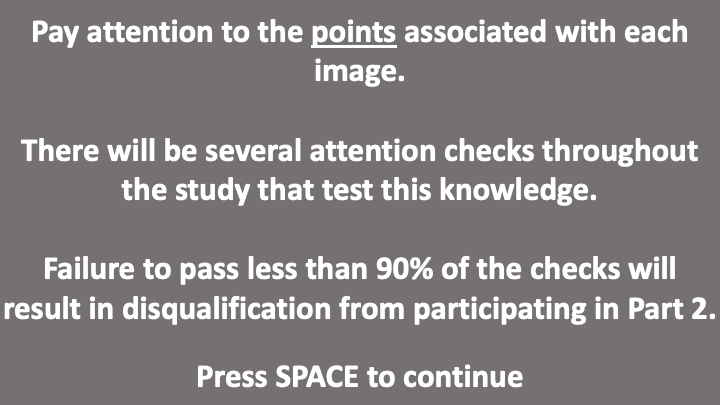 Pay attention to the points associated with each
image.
There will be several attention checks throughout
the study that test this knowledge.
Failure to pass less than 90% of the checks will
result in disqualification from participating in Part 2.
Press SPACE to continue